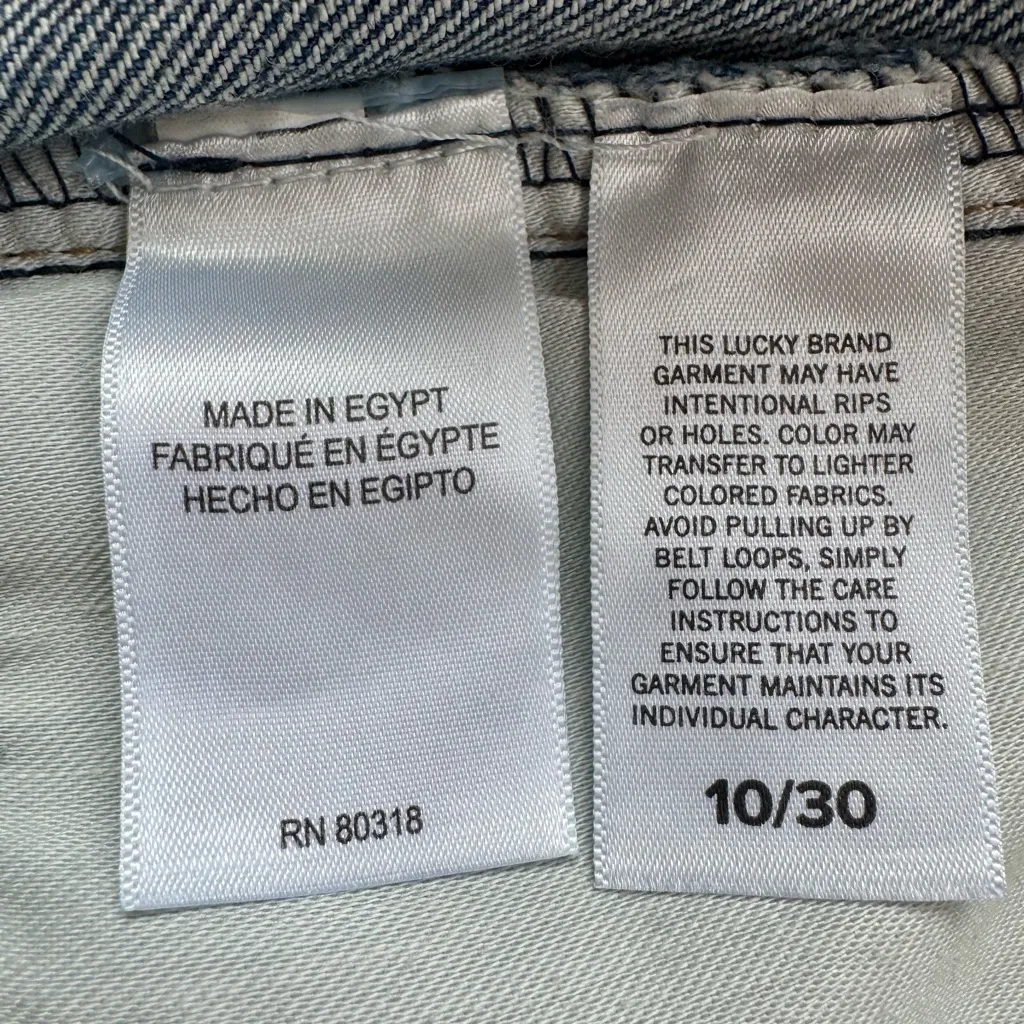 MADE IN EGYPT
FABRIQUÉ EN ÉGYPTE
HECHO EN EGIPTO
RN 80318
THIS LUCKY BRAND
GARMENT MAY HAVE
INTENTIONAL RIPS
OR HOLES. COLOR MAY
TRANSFER TO LIGHTER
COLORED FABRICS.
AVOID PULLING UP BY
BELT LOOPS, SIMPLY
FOLLOW THE CARE
INSTRUCTIONS TO
ENSURE THAT YOUR
GARMENT MAINTAINS ITS
INDIVIDUAL CHARACTER.
10/30